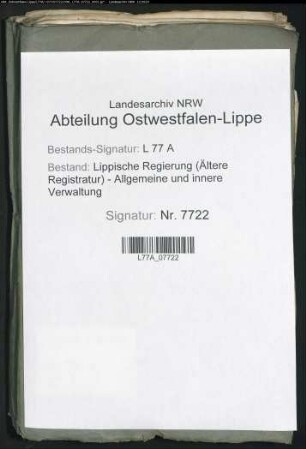 Landesarchiv NRW
Abteilung Ostwestfalen-Lippe
Bestands-Signatur: L 77 A
Bestand: Lippische Regierung (Ältere
Registratur) - Allgemeine und innere
Verwaltung
Signatur: Nr. 7722
L77A_07722